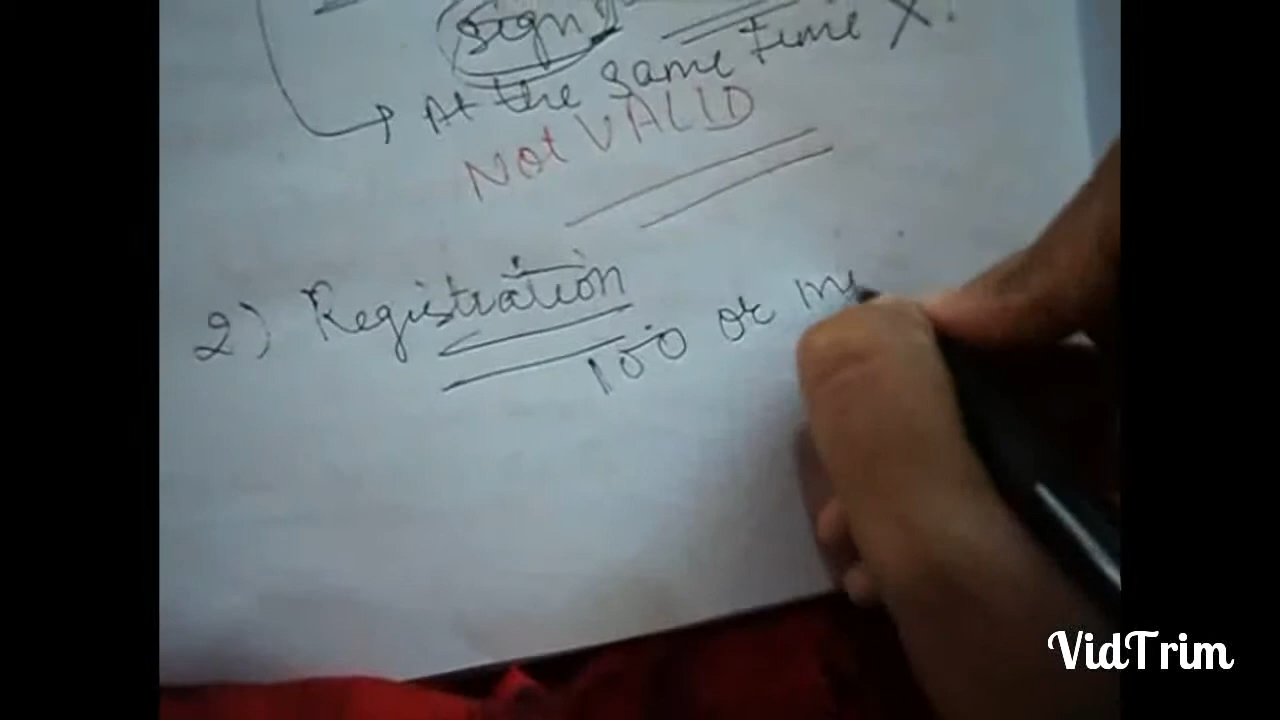 Sign
At the same time X.
Not VALID
2) Registration
100 or m
VidTrim